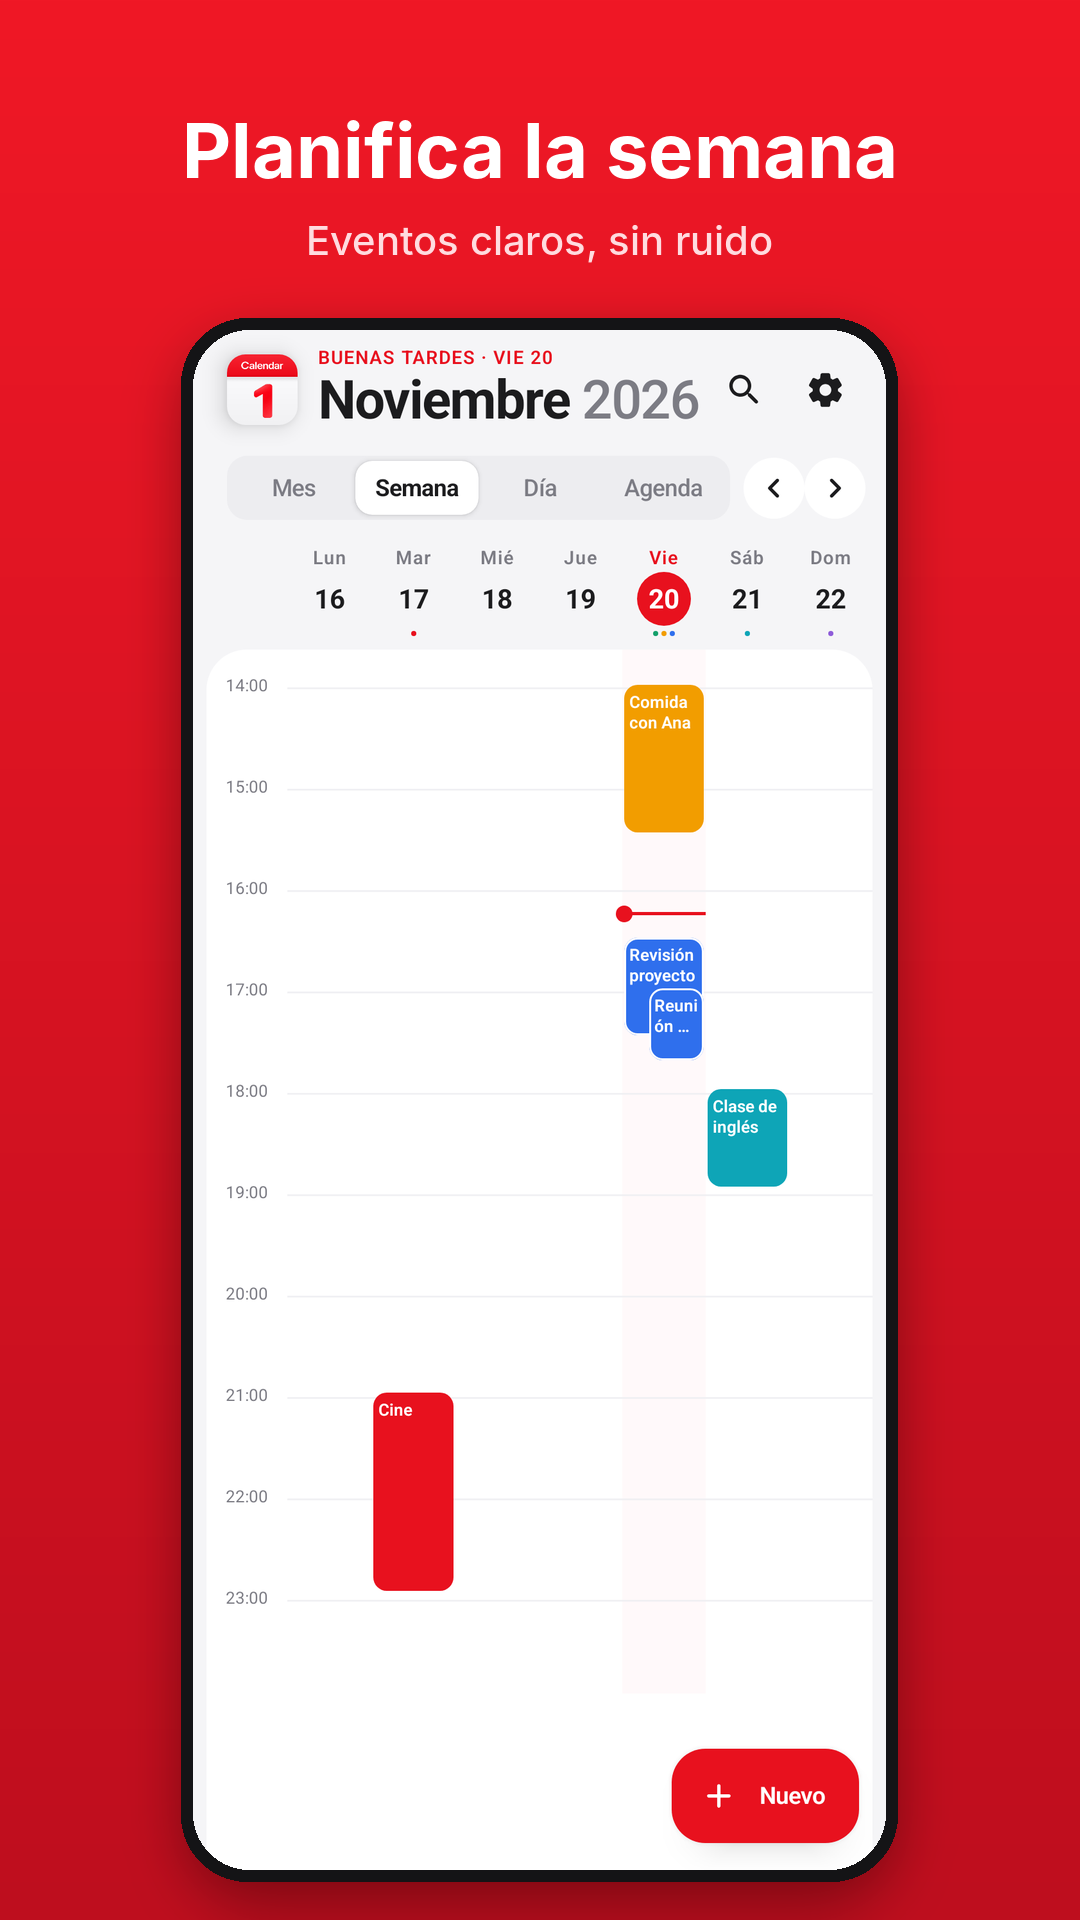 Planifica la semana
Eventos claros, sin ruido
Calendar
1
BUENAS TARDES · VIE 20
Noviembre 2026
Mes Semana Día Agenda
Lun Mar Mié Jue Vie Sáb Dom
16 17 18 19 20 21 22
14:00
Comida
con Ana
15:00
16:00
Revisión
proyecto
17:00
Reuni
ón ...
18:00
Clase de
inglés
19:00
20:00
21:00
Cine
22:00
23:00
+ Nuevo